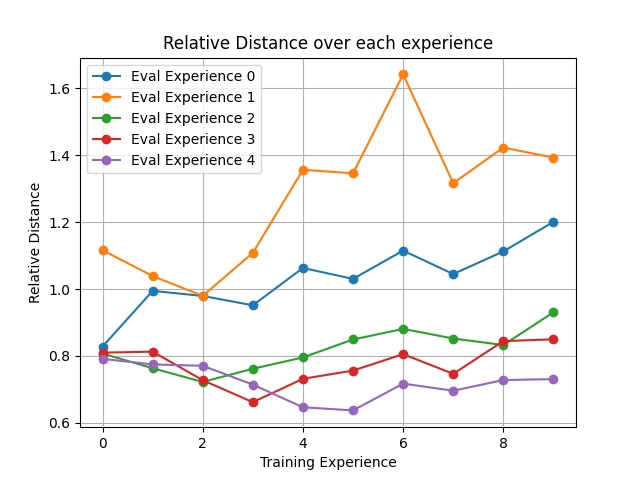 Relative Distance over each experience
Eval Experience 0
Eval Experience 1
Eval Experience 2
Eval Experience 3
Eval Experience 4
1.6
1.4
1.2
1.0
0.8
0.6
Relative Distance
0 2 4 6 8
Training Experience